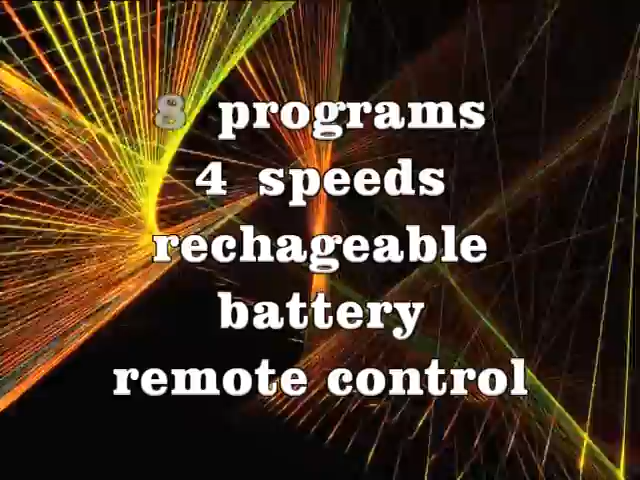 8 programs
4 speeds
rechageable
battery
remote control